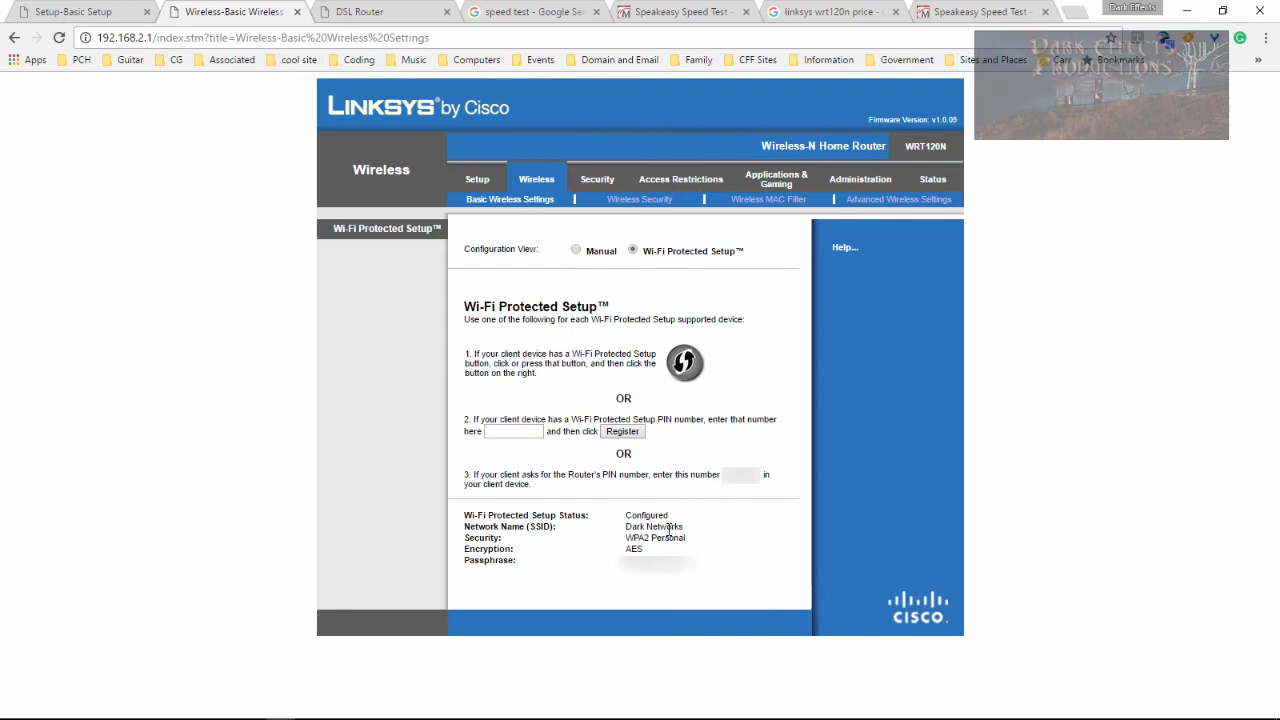 Setup-Basic Setup
Wireless-Basic Wireless
DSL Router
speed test - Google Sea
Speakeasy Speed Test -
linksys wrt120n price - G
Speakeasy Speed Test -
Dark Effects
192.168.2.1/index.stm?title=Wireless-Basic%20Wireless%20Settings
Apps
PCH
Guitar
CG
Associated
cool site
Coding
Music
Computers
Events
Domain and Email
Family
CFF Sites
Information
Government
Sites and Places
Carr
Bookmarks
»
DARK EFFECTS
PRODUCTIONS
LINKSYS by Cisco
Firmware Version: v1.0.05
Wireless-N Home Router
WRT120N
Wireless
Setup
Wireless
Security
Access Restrictions
Applications &
Gaming
Administration
Status
Basic Wireless Settings
Wireless Security
Wireless MAC Filter
Advanced Wireless Settings
Wi-Fi Protected Setup™
Configuration View:
Manual
Wi-Fi Protected Setup™
Help...
Wi-Fi Protected Setup™
Use one of the following for each Wi-Fi Protected Setup supported device:
1. If your client device has a Wi-Fi Protected Setup
button, click or press that button, and then click the
button on the right.
OR
2. If your client device has a Wi-Fi Protected Setup PIN number, enter that number
here and then click Register
OR
3. If your client asks for the Router's PIN number, enter this number in
your client device.
Wi-Fi Protected Setup Status: Configured
Network Name (SSID): Dark Networks
Security: WPA2 Personal
Encryption: AES
Passphrase:
CISCO.